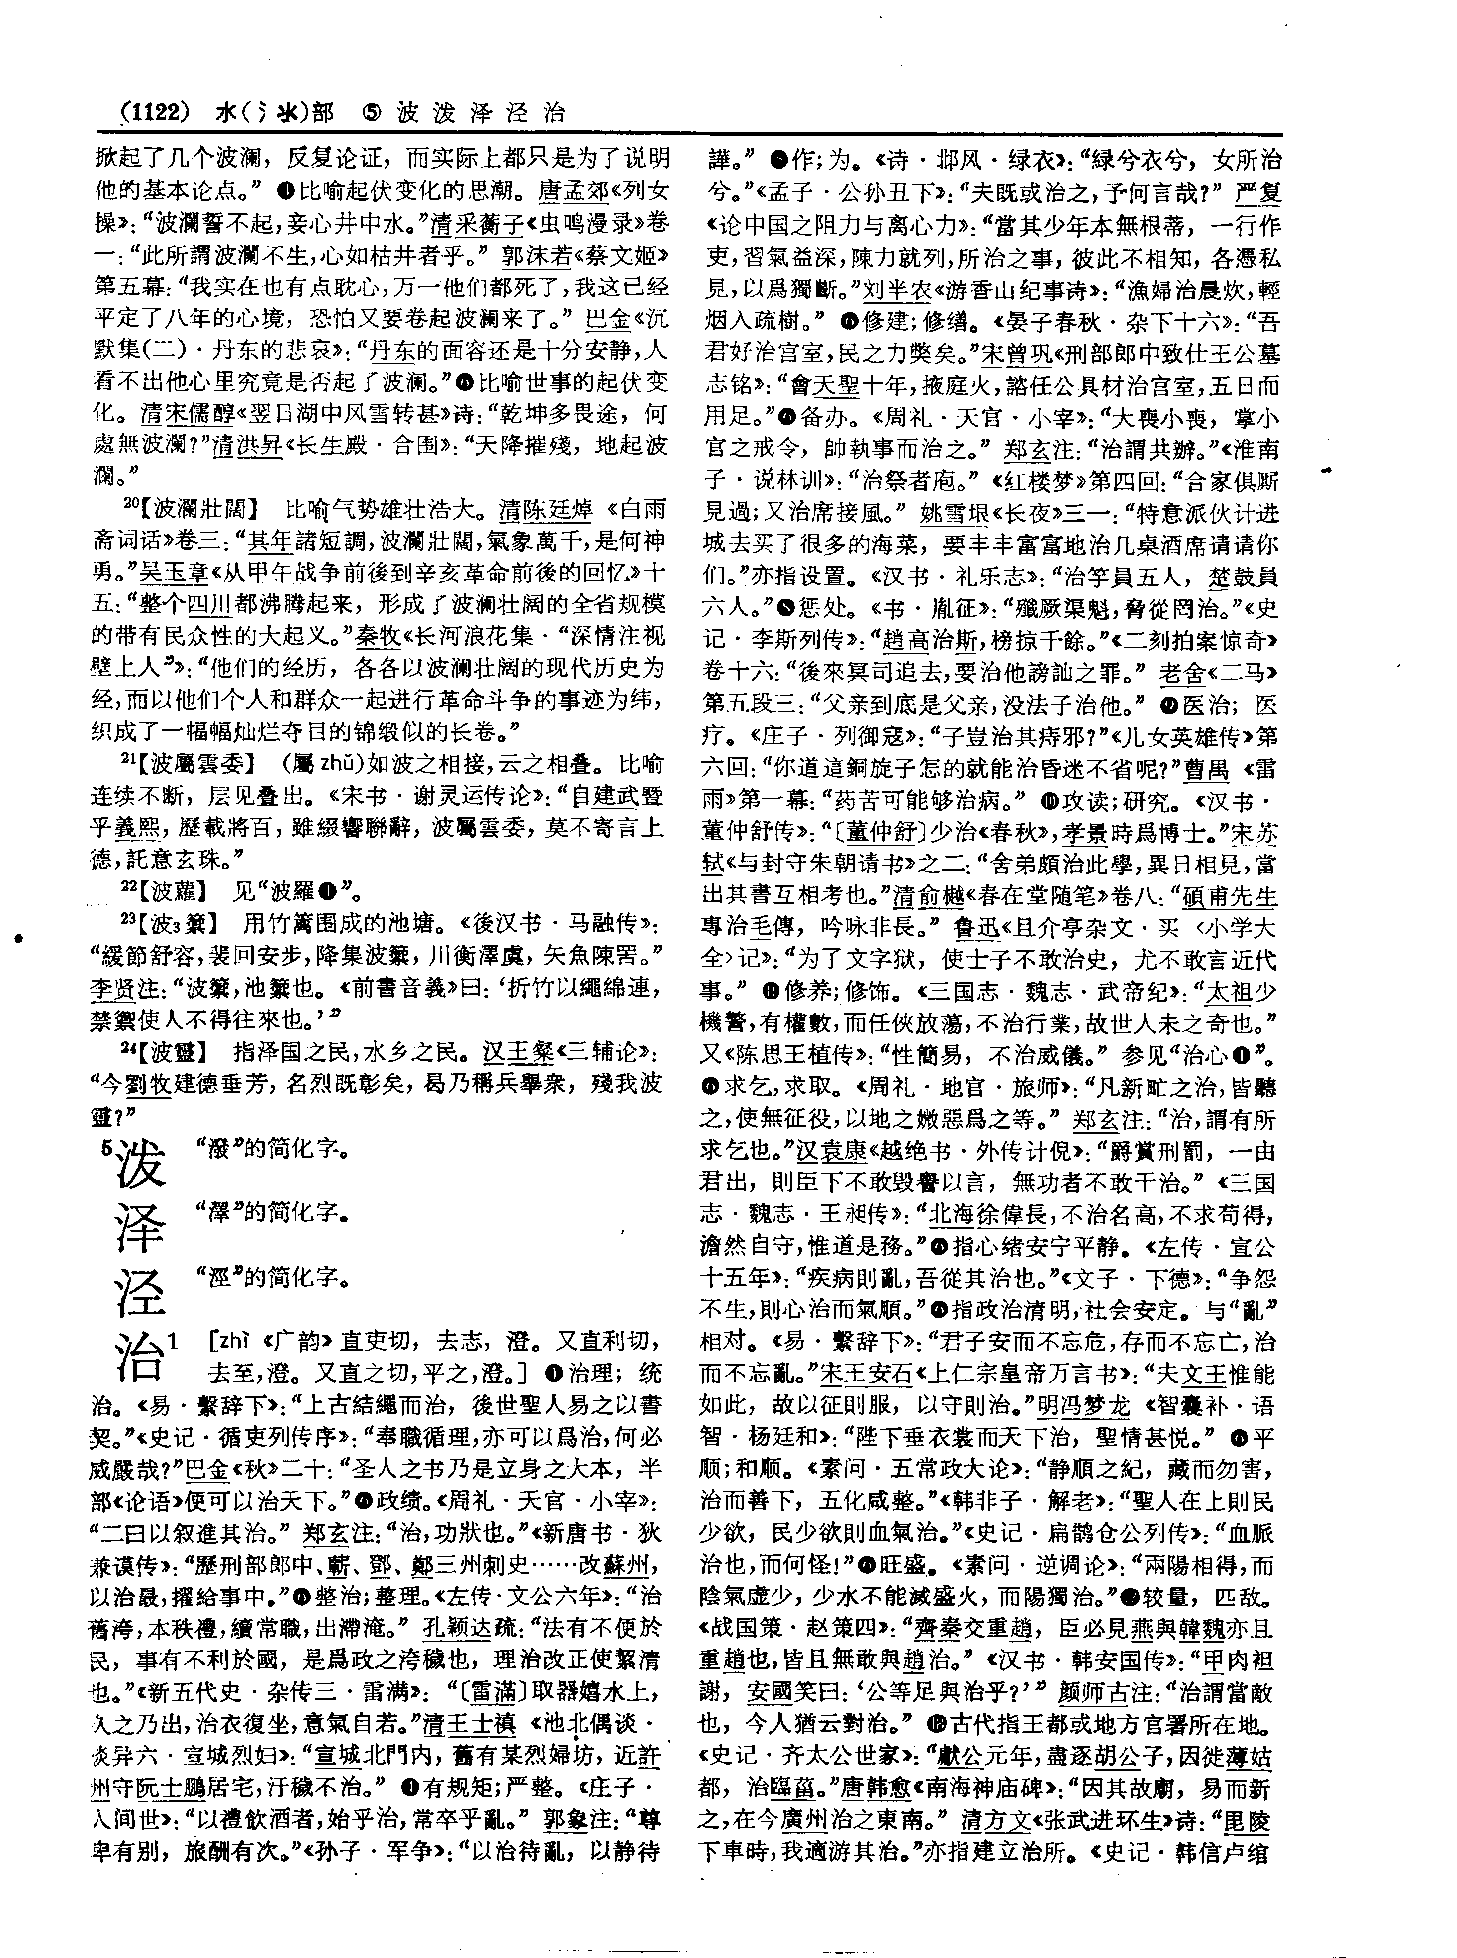 (1122) 水(氵氺)部 ⑤ 波泼泽泾治
掀起了几个波澜，反复论证，而实际上都只是为了说明
他的基本论点。”❹比喻起伏变化的思潮。唐孟郊《列女
操》：“波瀾誓不起，妾心井中水。”清采蘅子《虫鸣漫录》卷
一：“此所謂波瀾不生，心如枯井者乎。”郭沫若《蔡文姬》
第五幕：“我实在也有点耽心，万一他们都死了，我这已经
平定了八年的心境，恐怕又要卷起波澜来了。”巴金《沉
默集(二)·丹东的悲哀》：“丹东的面容还是十分安静，人
看不出他心里究竟是否起了波澜。”❺比喻世事的起伏变
化。清宋儒醇《翌日湖中风雪转甚》诗：“乾坤多畏途，何
處無波瀾？”清洪昇《长生殿·合围》：“天降摧殘，地起波
瀾。”
20【波瀾壯闊】 比喻气势雄壮浩大。清陈廷焯《白雨
斋词话》卷三：“其年諸短調，波瀾壯闊，氣象萬千，是何神
勇。”吴玉章《从甲午战争前後到辛亥革命前後的回忆》十
五：“整个四川都沸腾起来，形成了波澜壮阔的全省规模
的带有民众性的大起义。”秦牧《长河浪花集·“深情注视
壁上人”》：“他们的经历，各各以波澜壮阔的现代历史为
经，而以他们个人和群众一起进行革命斗争的事迹为纬，
织成了一幅幅灿烂夺目的锦缎似的长卷。”
21【波屬雲委】 (屬zhǔ)如波之相接，云之相叠。比喻
连续不断，层见叠出。《宋书·谢灵运传论》：“自建武暨
乎義熙，歷載將百，雖綴響聯辭，波屬雲委，莫不寄言上
德，託意玄珠。”
22【波蘿】 见“波羅❶”。
23【波3籞】 用竹篱围成的池塘。《後汉书·马融传》：
“緩節舒容，裴回安步，降集波籞，川衡澤虞，矢魚陳罟。”
李贤注：“波籞，池籞也。《前書音義》曰：‘折竹以繩綿連，
禁禦使人不得往來也。’”
24【波靈】 指泽国之民，水乡之民。汉王粲《三辅论》：
“今劉牧建德垂芳，名烈既彰矣，曷乃稱兵舉衆，殘我波
靈？”
5泼 “潑”的简化字。
泽 “澤”的简化字。
泾 “涇”的简化字。
治1 [zhì《广韵》直吏切，去志，澄。又直利切，
去至，澄。又直之切，平之，澄。]❶治理；统
治。《易·繫辞下》：“上古結繩而治，後世聖人易之以書
契。”《史记·循吏列传序》：“奉職循理，亦可以爲治，何必
威嚴哉？”巴金《秋》二十：“圣人之书乃是立身之大本，半
部《论语》便可以治天下。”❷政绩。《周礼·天官·小宰》：
“二曰以叙進其治。”郑玄注：“治，功狀也。”《新唐书·狄
兼谟传》：“歷刑部郎中、蘄、鄧、鄭三州刺史……改蘇州，
以治最，擢給事中。”❸整治；整理。《左传·文公六年》：“治
舊洿，本秩禮，續常職，出滯淹。”孔颖达疏：“法有不便於
民，事有不利於國，是爲政之洿穢也，理治改正使絜清
也。”《新五代史·杂传三·雷满》：“〔雷滿〕取器嬉水上，
久之乃出，治衣復坐，意氣自若。”清王士禛《池北偶谈·
谈异六·宣城烈妇》：“宣城北門内，舊有某烈婦坊，近許
州守阮士鵬居宅，汙穢不治。”❹有规矩；严整。《庄子·
人间世》：“以禮飲酒者，始乎治，常卒乎亂。”郭象注：“尊
卑有别，旅酬有次。”《孙子·军争》：“以治待亂，以静待
譁。”❺作；为。《诗·邶风·绿衣》：“緑兮衣兮，女所治
兮。”《孟子·公孙丑下》：“夫既或治之，予何言哉？”严复
《论中国之阻力与离心力》：“當其少年本無根蒂，一行作
吏，習氣益深，陳力就列，所治之事，彼此不相知，各憑私
見，以爲獨斷。”刘半农《游香山纪事诗》：“漁婦治晨炊，輕
烟入疏樹。”❻修建；修缮。《晏子春秋·杂下十六》：“吾
君好治宫室，民之力獘矣。”宋曾巩《刑部郎中致仕王公墓
志铭》：“會天聖十年，掖庭火，諮任公具材治宫室，五日而
用足。”❼备办。《周礼·天官·小宰》：“大喪小喪，掌小
官之戒令，帥執事而治之。”郑玄注：“治謂共辦。”《淮南
子·说林训》：“治祭者庖。”《红楼梦》第四回：“合家俱厮
見過；又治席接風。”姚雪垠《长夜》三一：“特意派伙计进
城去买了很多的海菜，要丰丰富富地治几桌酒席请请你
们。”亦指设置。《汉书·礼乐志》：“治竽員五人，楚鼓員
六人。”❽惩处。《书·胤征》：“殲厥渠魁，脅從罔治。”《史
记·李斯列传》：“趙高治斯，榜掠千餘。”《二刻拍案惊奇》
卷十六：“後來冥司追去，要治他謗訕之罪。”老舍《二马》
第五段三：“父亲到底是父亲，没法子治他。”❾医治；医
疗。《庄子·列御寇》：“子豈治其痔邪？”《儿女英雄传》第
六回：“你道這銅旋子怎的就能治昏迷不省呢？”曹禺《雷
雨》第一幕：“药苦可能够治病。”❿攻读；研究。《汉书·
董仲舒传》：“〔董仲舒〕少治《春秋》，孝景時爲博士。”宋苏
轼《与封守朱朝请书》之二：“舍弟頗治此學，異日相見，當
出其書互相考也。”清俞樾《春在堂随笔》卷八：“碩甫先生
專治毛傳，吟咏非長。”鲁迅《且介亭杂文·买〈小学大
全〉记》：“为了文字狱，使士子不敢治史，尤不敢言近代
事。”⓫修养；修饰。《三国志·魏志·武帝纪》：“太祖少
機警，有權數，而任俠放蕩，不治行業，故世人未之奇也。”
又《陈思王植传》：“性簡易，不治威儀。”参见“治心❶”。
⓬求乞，求取。《周礼·地官·旅师》：“凡新甿之治，皆聽
之，使無征役，以地之媺惡爲之等。”郑玄注：“治，謂有所
求乞也。”汉袁康《越绝书·外传计倪》：“爵賞刑罰，一由
君出，則臣下不敢毁譽以言，無功者不敢干治。”《三国
志·魏志·王昶传》：“北海徐偉長，不治名高，不求苟得，
澹然自守，惟道是務。”⓭指心绪安宁平静。《左传·宣公
十五年》：“疾病則亂，吾從其治也。”《文子·下德》：“争怨
不生，則心治而氣順。”⓮指政治清明，社会安定。与“亂”
相对。《易·繫辞下》：“君子安而不忘危，存而不忘亡，治
而不忘亂。”宋王安石《上仁宗皇帝万言书》：“夫文王惟能
如此，故以征則服，以守則治。”明冯梦龙《智囊补·语
智·杨廷和》：“陛下垂衣裳而天下治，聖情甚悦。”⓯平
顺；和顺。《素问·五常政大论》：“静順之紀，藏而勿害，
治而善下，五化咸整。”《韩非子·解老》：“聖人在上則民
少欲，民少欲則血氣治。”《史记·扁鹊仓公列传》：“血脈
治也，而何怪！”⓰旺盛。《素问·逆调论》：“兩陽相得，而
陰氣虚少，少水不能滅盛火，而陽獨治。”⓱较量，匹敌。
《战国策·赵策四》：“齊秦交重趙，臣必見燕與韓魏亦且
重趙也，皆且無敢與趙治。”《汉书·韩安国传》：“甲肉袒
謝，安國笑曰：‘公等足與治乎？’”颜师古注：“治謂當敵
也，今人猶云對治。”⓲古代指王都或地方官署所在地。
《史记·齐太公世家》：“獻公元年，盡逐胡公子，因徙薄姑
都，治臨菑。”唐韩愈《南海神庙碑》：“因其故廟，易而新
之，在今廣州治之東南。”清方文《张武进环生》诗：“毘陵
下車時，我適游其治。”亦指建立治所。《史记·韩信卢绾